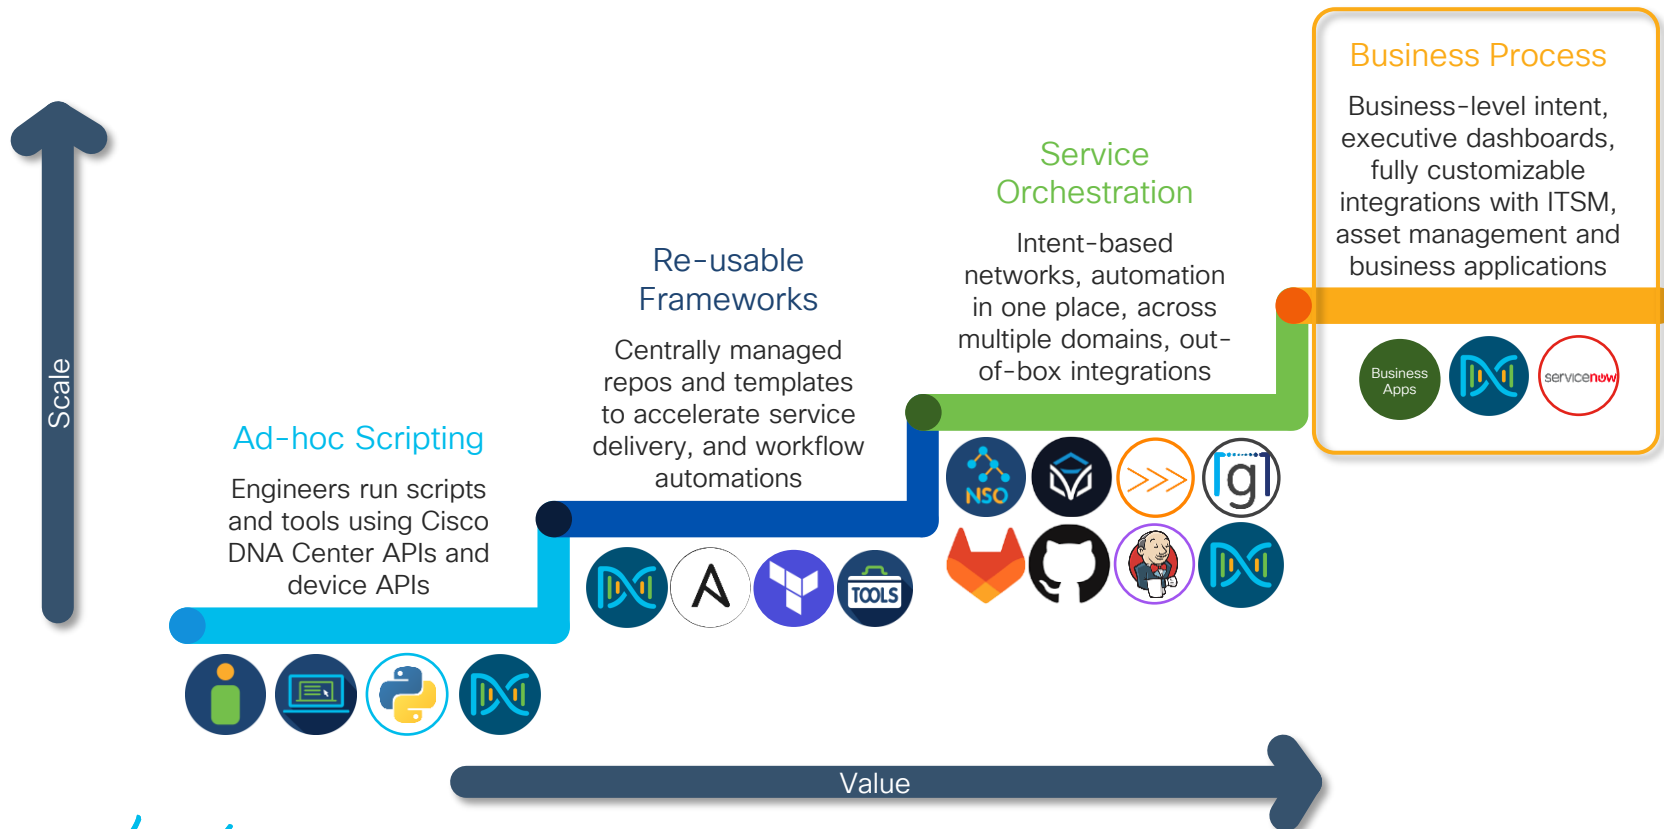 Scale
Ad-hoc Scripting
Engineers run scripts
and tools using Cisco
DNA Center APIs and
device APIs
Re-usable
Frameworks
Centrally managed
repos and templates
to accelerate service
delivery, and workflow
automations
TOOLS
Service
Orchestration
Intent-based
networks, automation
in one place, across
multiple domains, out-
of-box integrations
NSO
>>>
g
Business Process
Business-level intent,
executive dashboards,
fully customizable
integrations with ITSM,
asset management and
business applications
Business
Apps
servicenow
Value